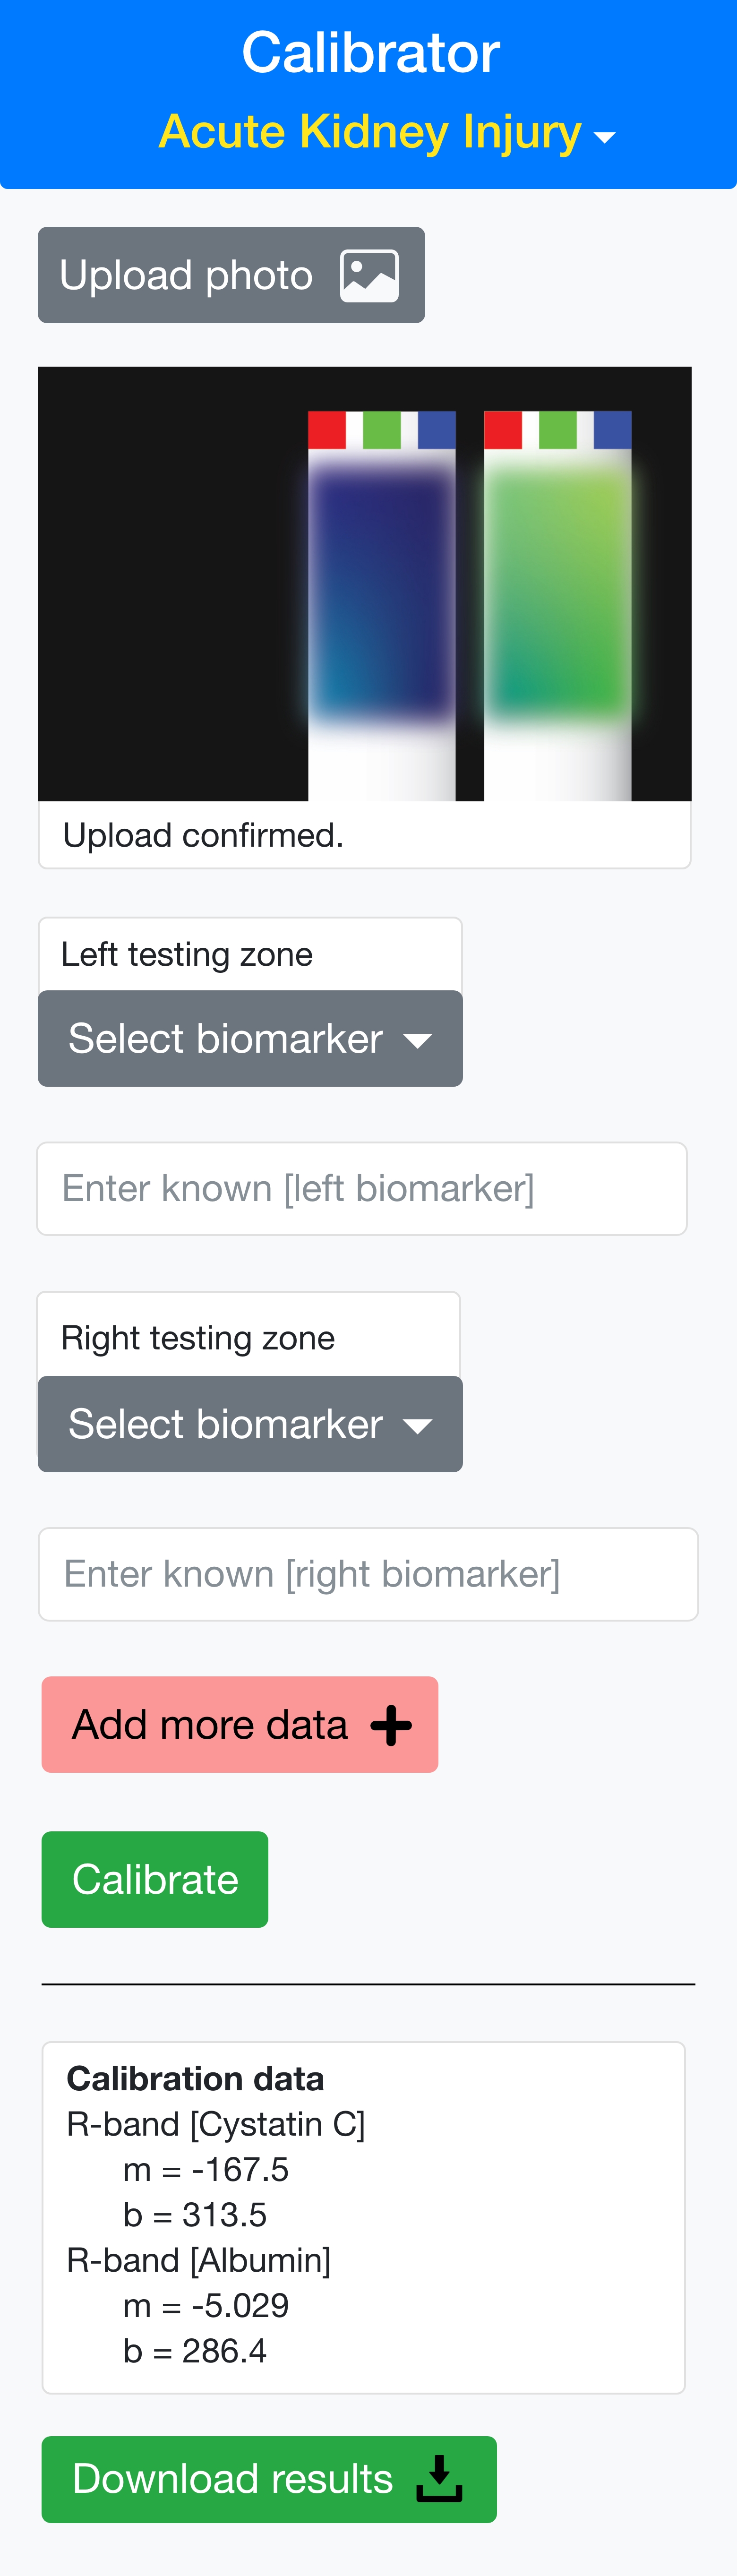 Calibrator
Acute Kidney Injury
Upload photo
Upload confirmed.
Left testing zone
Select biomarker
Enter known [left biomarker]
Right testing zone
Select biomarker
Enter known [right biomarker]
Add more data
Calibrate
Calibration data
R-band [Cystatin C]
m = -167.5
b = 313.5
R-band [Albumin]
m = -5.029
b = 286.4
Download results